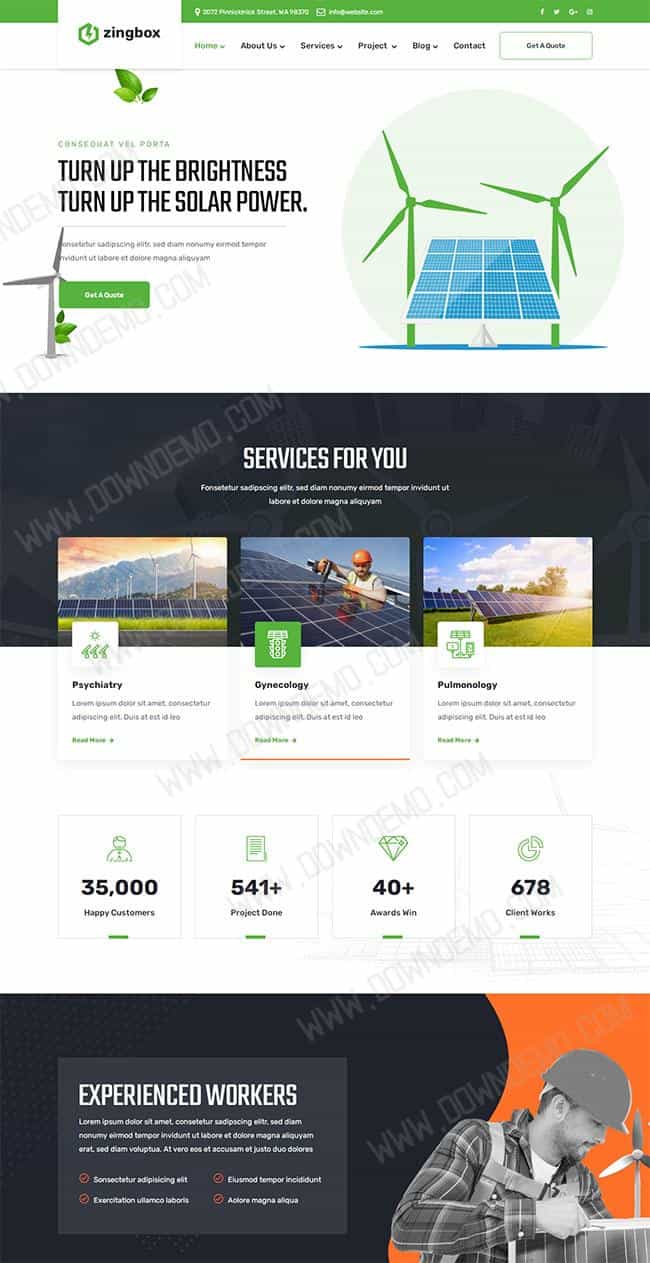 2072 Pinnickinick Street, WA 98370
info@website.com
zingbox
Home
About Us
Services
Project
Blog
Contact
Get A Quote
CONSEQUAT VEL PORTA
TURN UP THE BRIGHTNESS
TURN UP THE SOLAR POWER.
onsetetur sadipscing elitr, sed diam nonumy eirmod tempor
nvidunt ut labore et dolore magna aliquyam
Get A Quote
SERVICES FOR YOU
Fonsetetur sadipscing elitr, sed diam nonumy eirmod tempor invidunt ut
labore et dolore magna aliquyam
Psychiatry
Lorem ipsum dolor sit amet, consectetur
adipiscing elit. Duis at est id leo
Read More
Gynecology
Lorem ipsum dolor sit amet, consectetur
adipiscing elit. Duis at est id leo
Read More
Pulmonology
Lorem ipsum dolor sit amet, consectetur
adipiscing elit. Duis at est id leo
Read More
35,000
Happy Customers
541+
Project Done
40+
Awards Win
678
Client Works
EXPERIENCED WORKERS
Lorem ipsum dolor sit amet, consetetur sadipscing elitr, sed diam
nonumy eirmod tempor invidunt ut labore et dolore magna aliquyam
erat, sed diam voluptua. At vero eos et accusam et justo duo dolores
Sonsectetur adipisicing elit
Eiusmod tempor incididunt
Exercitation ullamco laboris
Aolore magna aliqua
WWW.DOWNDEMO.COM